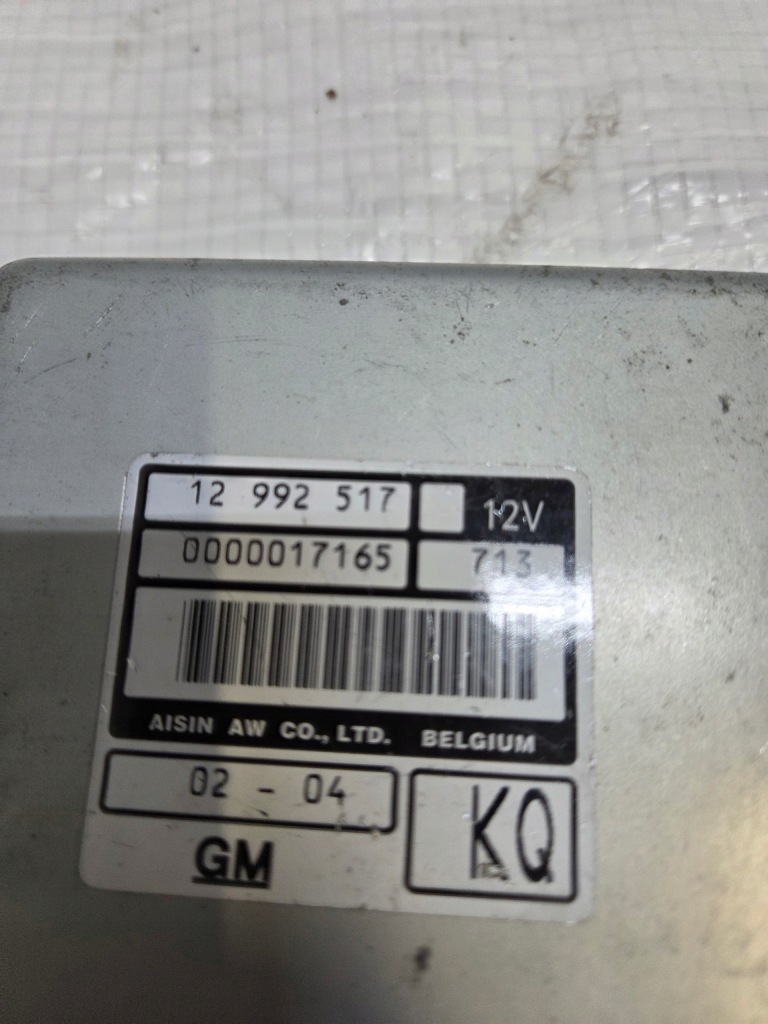 12 992 517
12V
0000017165
713
AISIN AW CO., LTD. BELGIUM
02 - 04
KQ
GM